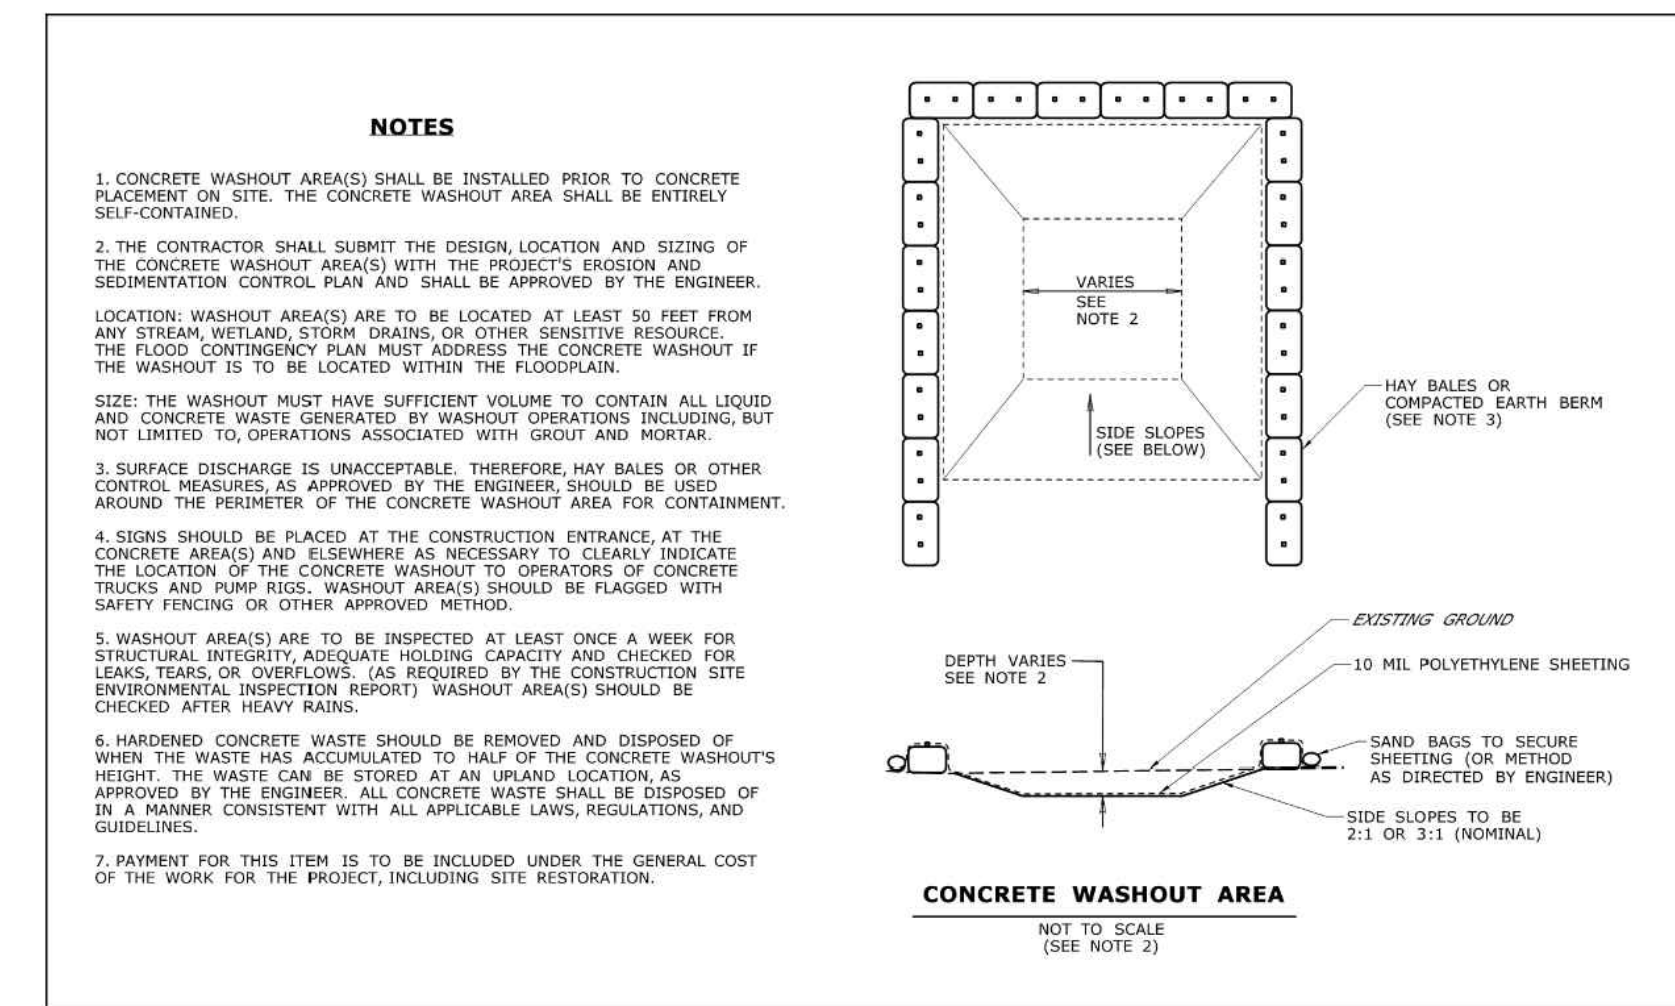 NOTES
1. CONCRETE WASHOUT AREA(S) SHALL BE INSTALLED PRIOR TO CONCRETE
PLACEMENT ON SITE. THE CONCRETE WASHOUT AREA SHALL BE ENTIRELY
SELF-CONTAINED.
2. THE CONTRACTOR SHALL SUBMIT THE DESIGN, LOCATION AND SIZING OF
THE CONCRETE WASHOUT AREA(S) WITH THE PROJECT'S EROSION AND
SEDIMENTATION CONTROL PLAN AND SHALL BE APPROVED BY THE ENGINEER.
LOCATION: WASHOUT AREA(S) ARE TO BE LOCATED AT LEAST 50 FEET FROM
ANY STREAM, WETLAND, STORM DRAINS, OR OTHER SENSITIVE RESOURCE.
THE FLOOD CONTINGENCY PLAN MUST ADDRESS THE CONCRETE WASHOUT IF
THE WASHOUT IS TO BE LOCATED WITHIN THE FLOODPLAIN.
SIZE: THE WASHOUT MUST HAVE SUFFICIENT VOLUME TO CONTAIN ALL LIQUID
AND CONCRETE WASTE GENERATED BY WASHOUT OPERATIONS INCLUDING, BUT
NOT LIMITED TO, OPERATIONS ASSOCIATED WITH GROUT AND MORTAR.
3. SURFACE DISCHARGE IS UNACCEPTABLE. THEREFORE, HAY BALES OR OTHER
CONTROL MEASURES, AS APPROVED BY THE ENGINEER, SHOULD BE USED
AROUND THE PERIMETER OF THE CONCRETE WASHOUT AREA FOR CONTAINMENT.
4. SIGNS SHOULD BE PLACED AT THE CONSTRUCTION ENTRANCE, AT THE
CONCRETE AREA(S) AND ELSEWHERE AS NECESSARY TO CLEARLY INDICATE
THE LOCATION OF THE CONCRETE WASHOUT TO OPERATORS OF CONCRETE
TRUCKS AND PUMP RIGS. WASHOUT AREA(S) SHOULD BE FLAGGED WITH
SAFETY FENCING OR OTHER APPROVED METHOD.
5. WASHOUT AREA(S) ARE TO BE INSPECTED AT LEAST ONCE A WEEK FOR
STRUCTURAL INTEGRITY, ADEQUATE HOLDING CAPACITY AND CHECKED FOR
LEAKS, TEARS, OR OVERFLOWS. (AS REQUIRED BY THE CONSTRUCTION SITE
ENVIRONMENTAL INSPECTION REPORT) WASHOUT AREA(S) SHOULD BE
CHECKED AFTER HEAVY RAINS.
6. HARDENED CONCRETE WASTE SHOULD BE REMOVED AND DISPOSED OF
WHEN THE WASTE HAS ACCUMULATED TO HALF OF THE CONCRETE WASHOUT'S
HEIGHT. THE WASTE CAN BE STORED AT AN UPLAND LOCATION, AS
APPROVED BY THE ENGINEER. ALL CONCRETE WASTE SHALL BE DISPOSED OF
IN A MANNER CONSISTENT WITH ALL APPLICABLE LAWS, REGULATIONS, AND
GUIDELINES.
7. PAYMENT FOR THIS ITEM IS TO BE INCLUDED UNDER THE GENERAL COST
OF THE WORK FOR THE PROJECT, INCLUDING SITE RESTORATION.
VARIES
SEE
NOTE 2
SIDE SLOPES
(SEE BELOW)
HAY BALES OR
COMPACTED EARTH BERM
(SEE NOTE 3)
EXISTING GROUND
DEPTH VARIES
SEE NOTE 2
10 MIL POLYETHYLENE SHEETING
SAND BAGS TO SECURE
SHEETING (OR METHOD
AS DIRECTED BY ENGINEER)
SIDE SLOPES TO BE
2:1 OR 3:1 (NOMINAL)
CONCRETE WASHOUT AREA
NOT TO SCALE
(SEE NOTE 2)